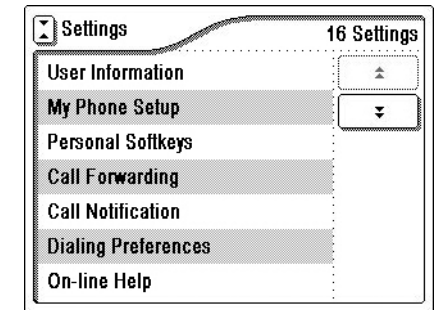 Settings
16 Settings
User Information
My Phone Setup
Personal Softkeys
Call Forwarding
Call Notification
Dialing Preferences
On-line Help